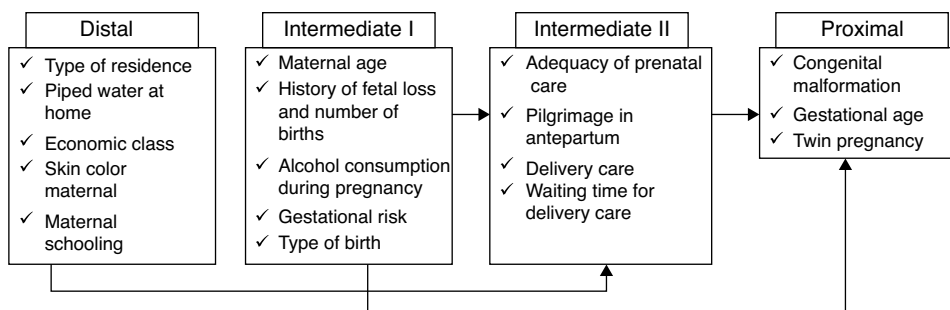 Distal
✓ Type of residence
✓ Piped water at
home
✓ Economic class
✓ Skin color
maternal
✓ Maternal
schooling
Intermediate I
✓ Maternal age
✓ History of fetal loss
and number of
births
✓ Alcohol consumption
during pregnancy
✓ Gestational risk
✓ Type of birth
Intermediate II
✓ Adequacy of prenatal
care
✓ Pilgrimage in
antepartum
✓ Delivery care
✓ Waiting time for
delivery care
Proximal
✓ Congenital
malformation
✓ Gestational age
✓ Twin pregnancy